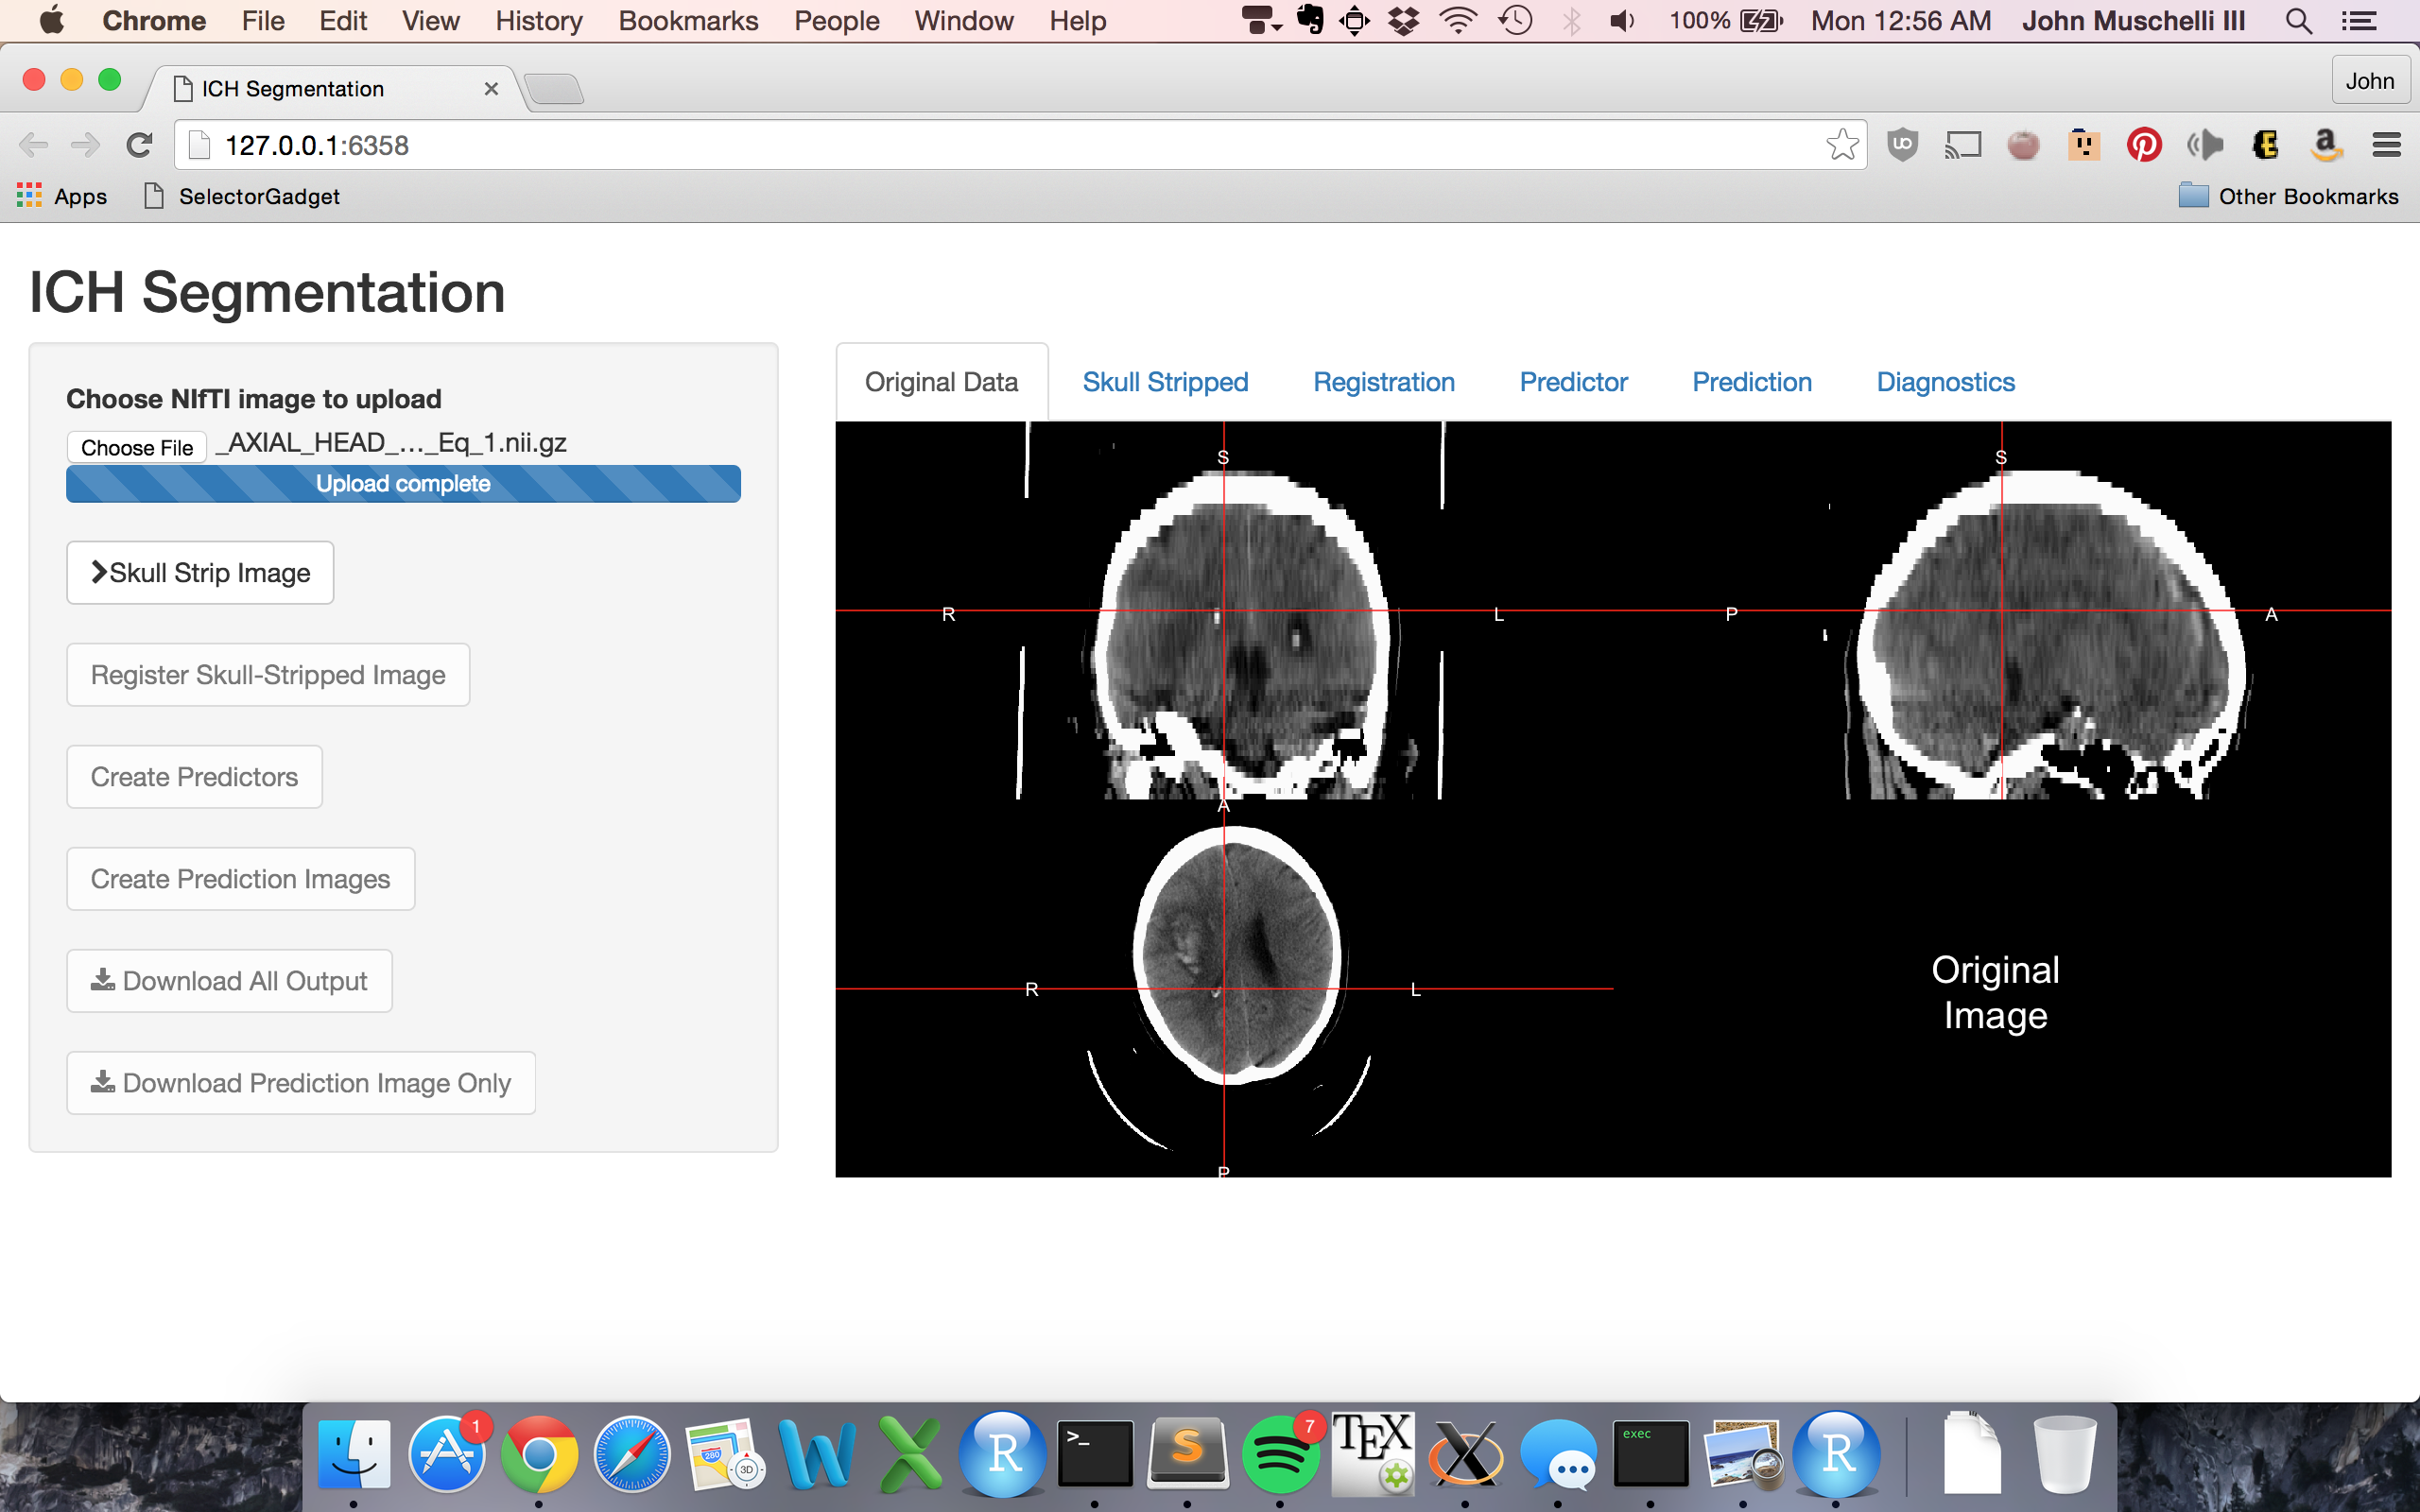 Chrome File Edit View History Bookmarks People Window Help 100% Mon 12:56 AM John Muschelli III
ICH Segmentation
John
127.0.0.1:6358
Apps SelectorGadget Other Bookmarks
ICH Segmentation
Choose NIfTI image to upload
Choose File _AXIAL_HEAD_..._Eq_1.nii.gz
Upload complete
Skull Strip Image
Register Skull-Stripped Image
Create Predictors
Create Prediction Images
Download All Output
Download Prediction Image Only
Original Data Skull Stripped Registration Predictor Prediction Diagnostics
S S
R L P A
A
R L
P
Original
Image
1 7
280 3D
W X R >_ S TEX X exec R